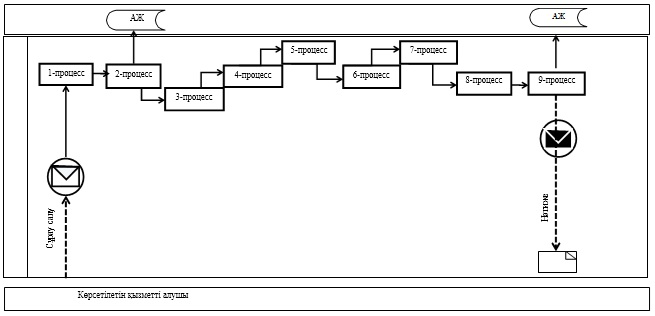 АЖ
АЖ
1-процесс
2-процесс
3-процесс
4-процесс
5-процесс
6-процесс
7-процесс
8-процесс
9-процесс
Сұрау салу
Нәтиже
Көрсетілетін қызметті алушы